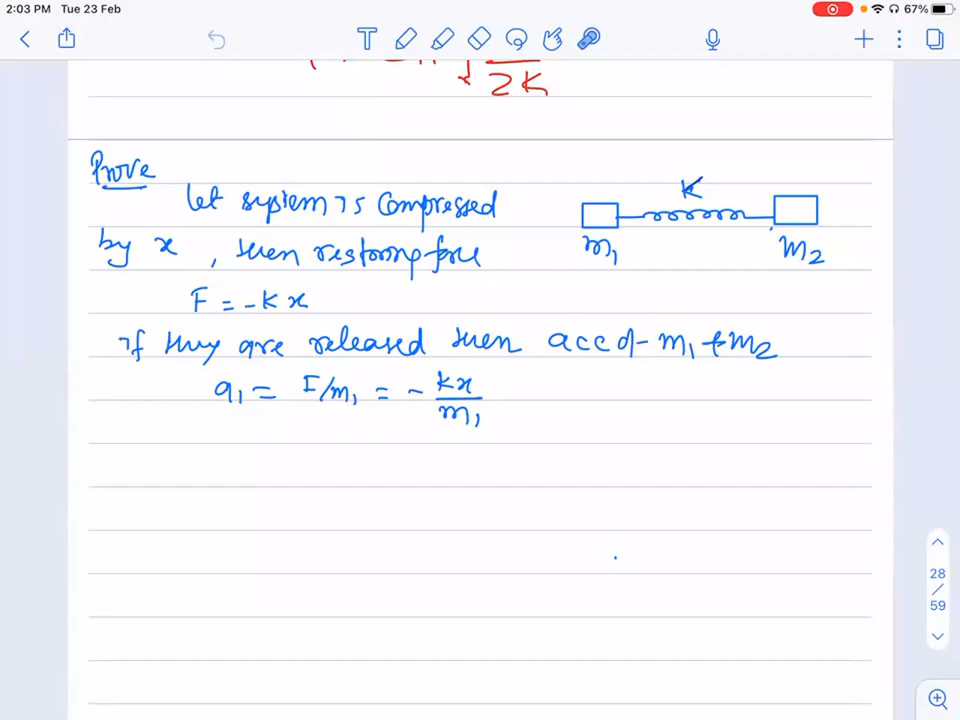 2:03 PM Tue 23 Feb
67%
2K
Prove
let system is Compressed
K
m1
m2
by x , then restoring force
F = -Kx
if they are released then acc of m1 & m2
a1 = F/m1 = - kx/m1
28
/
59